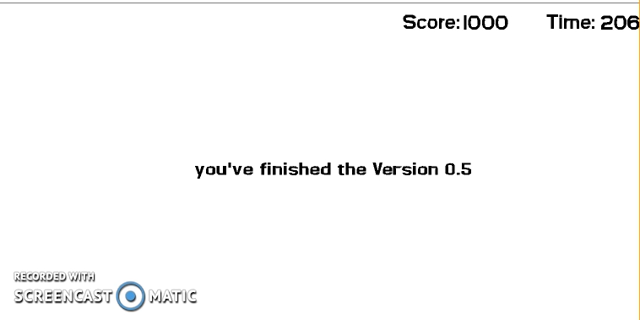 Score:1000 Time: 206
you've finished the Version 0.5
RECORDED WITH
SCREENCAST MATIC